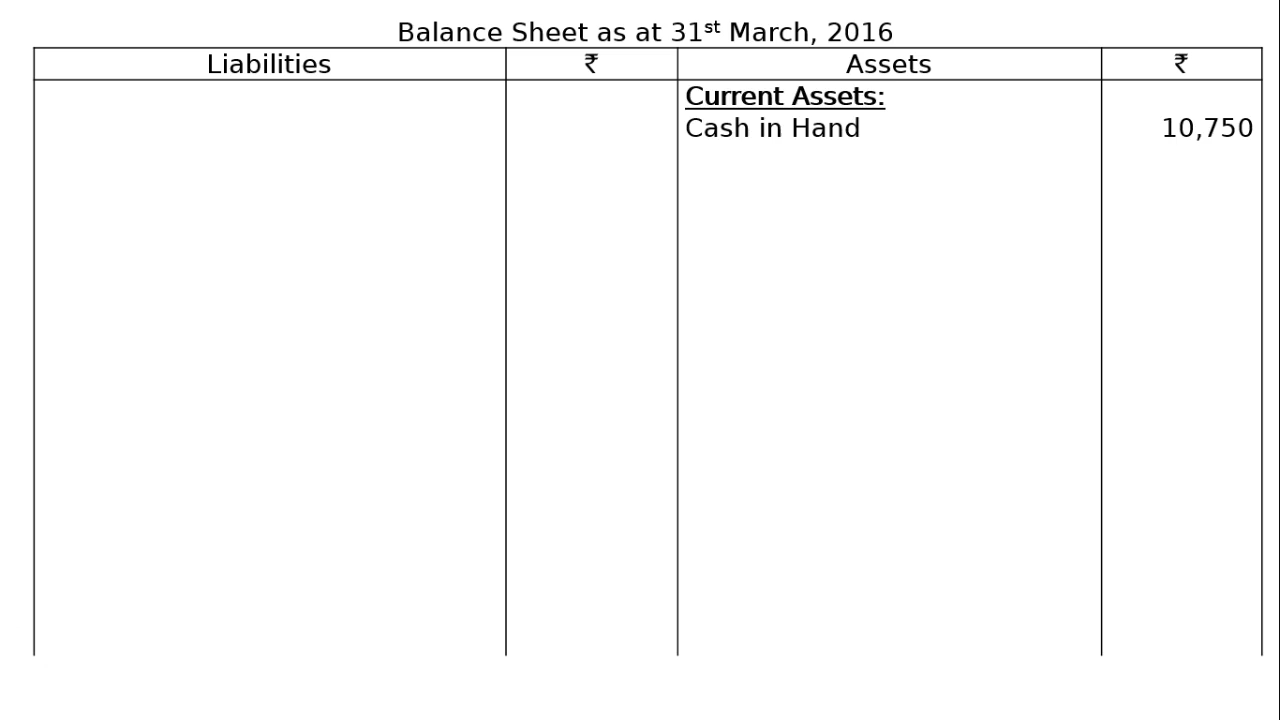 Balance Sheet as at 31st March, 2016
Liabilities ₹ Assets ₹
Current Assets:
Cash in Hand 10,750